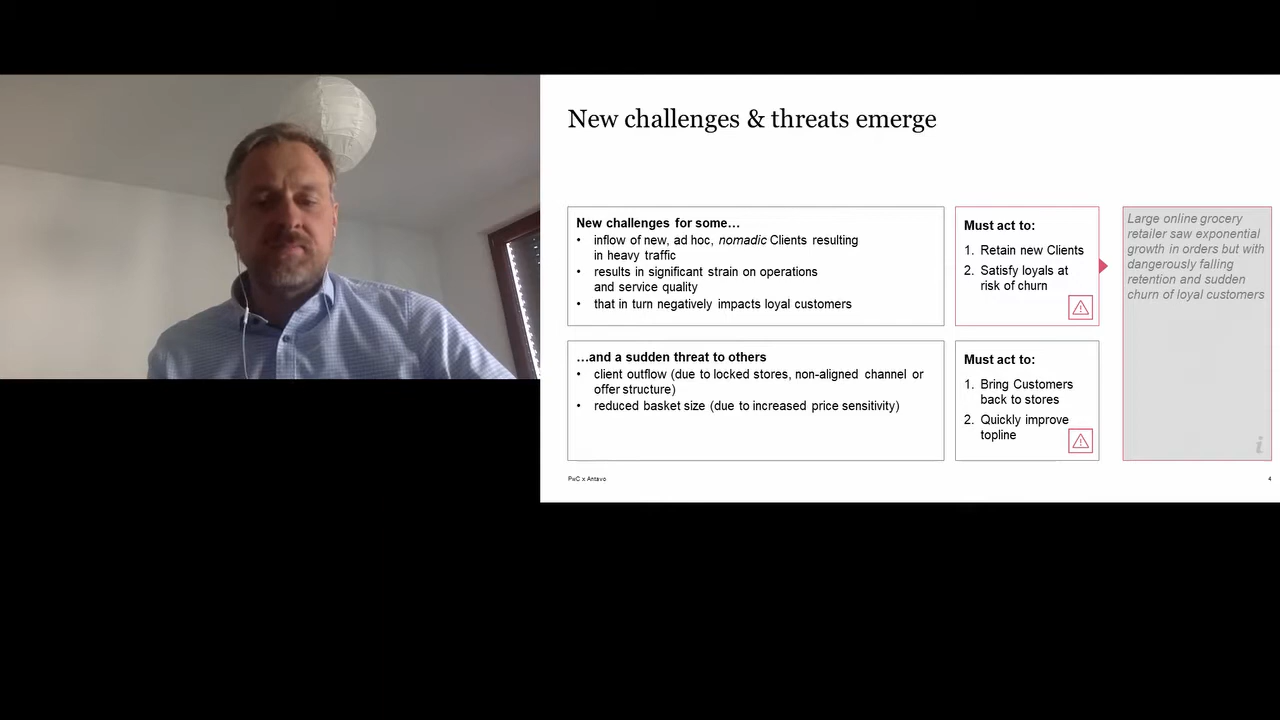 New challenges & threats emerge
New challenges for some…
• inflow of new, ad hoc, nomadic Clients resulting
in heavy traffic
• results in significant strain on operations
and service quality
• that in turn negatively impacts loyal customers
Must act to:
1. Retain new Clients
2. Satisfy loyals at
risk of churn
Large online grocery
retailer saw exponential
growth in orders but with
dangerously falling
retention and sudden
churn of loyal customers
…and a sudden threat to others
• client outflow (due to locked stores, non-aligned channel or
offer structure)
• reduced basket size (due to increased price sensitivity)
Must act to:
1. Bring Customers
back to stores
2. Quickly improve
topline
PwC x Antavo
4